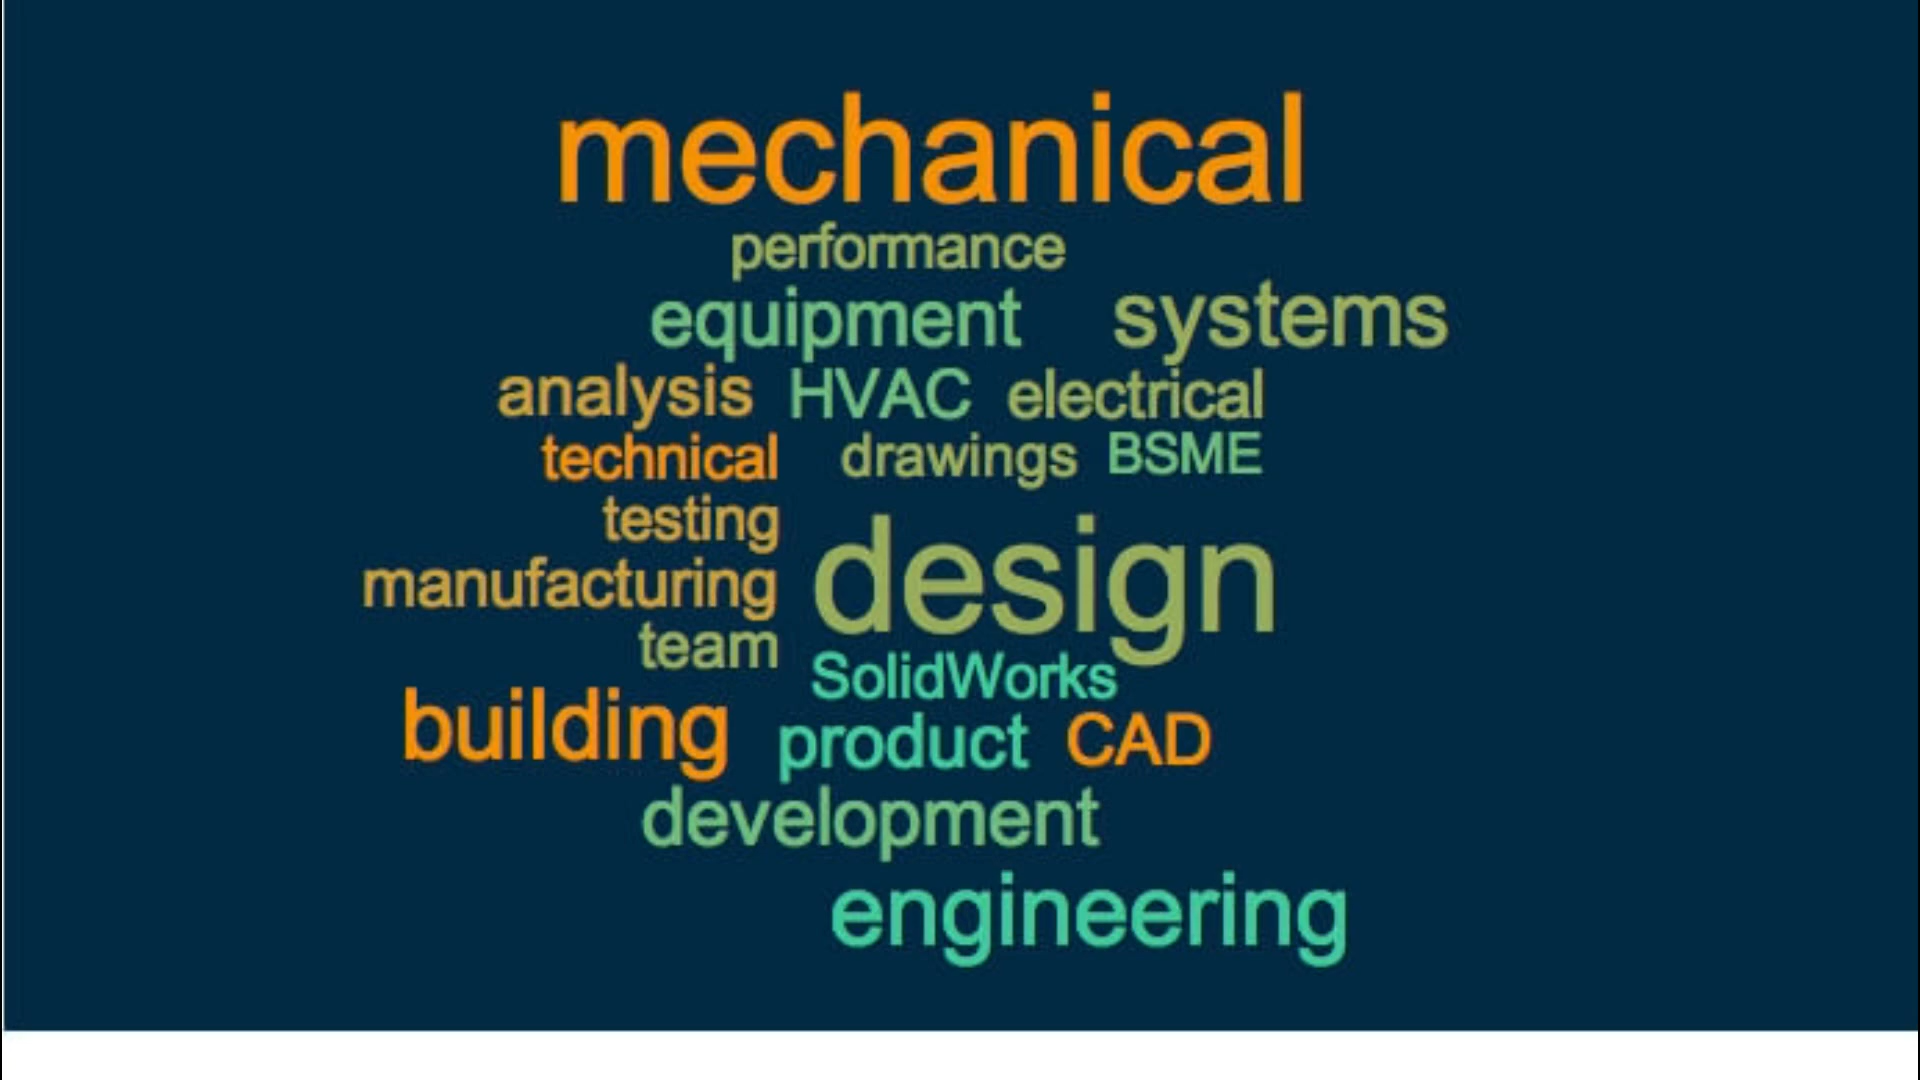 mechanical
performance
equipment systems
analysis HVAC electrical
technical drawings BSME
testing
design
manufacturing
team
SolidWorks
building product CAD
development
engineering